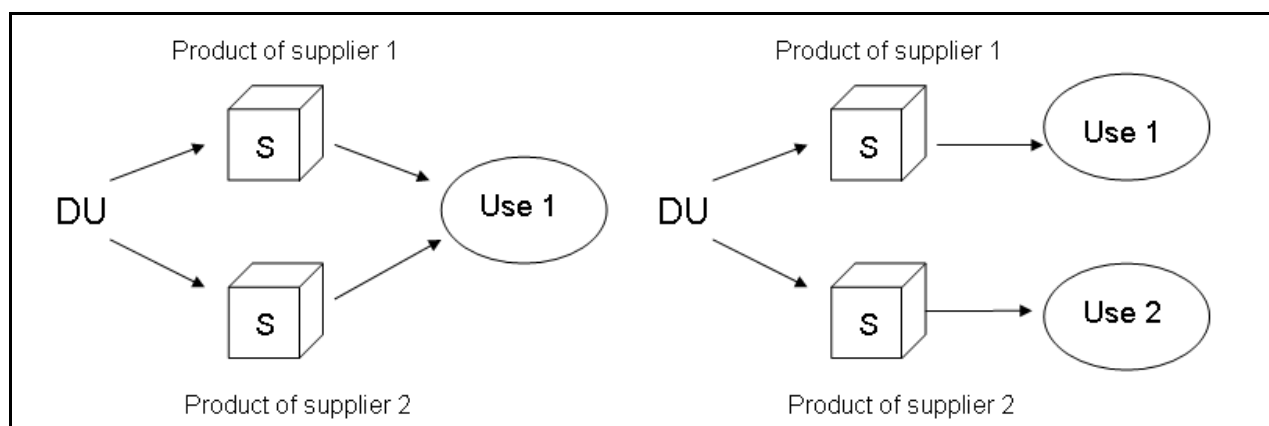 Product of supplier 1
S
DU
Use 1
S
Product of supplier 2
Product of supplier 1
S
Use 1
DU
S
Use 2
Product of supplier 2